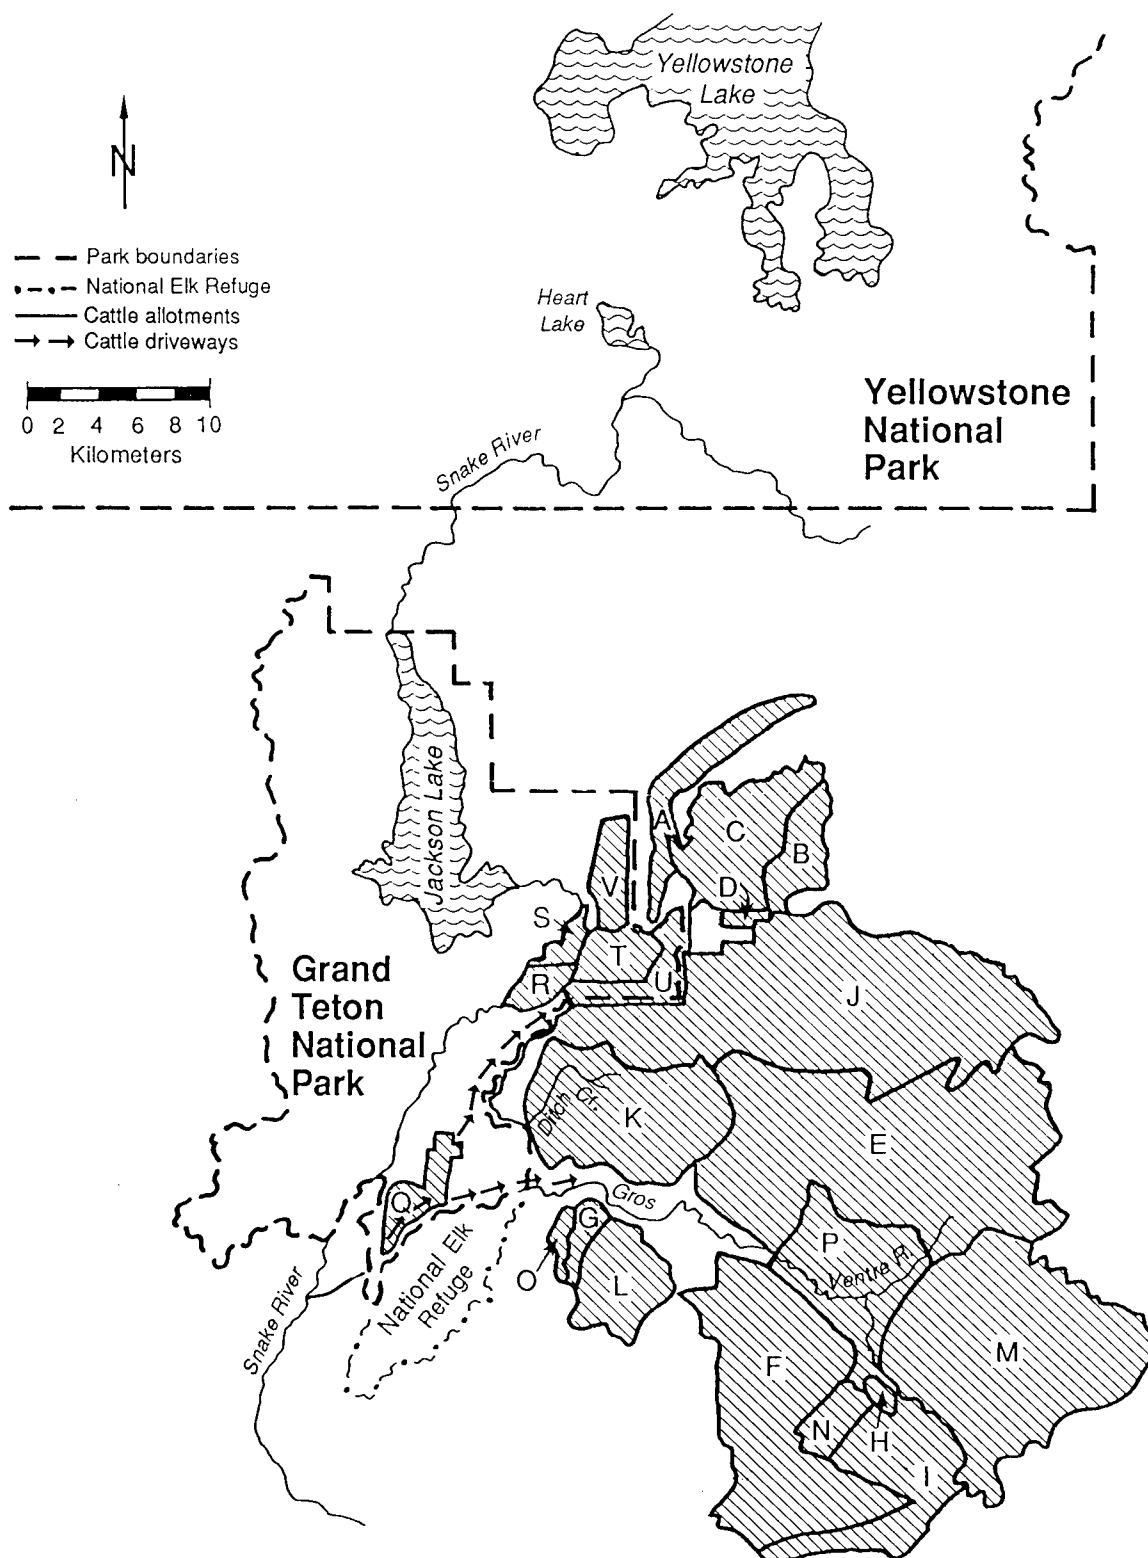 Yellowstone
Lake
N
Park boundaries
National Elk Refuge
Cattle allotments
Cattle driveways
0 2 4 6 8 10
Kilometers
Heart
Lake
Yellowstone
National
Park
Snake River
Jackson Lake
A
C
B
D
V
S
T
R
U
J
Grand
Teton
National
Park
Ditch Cr.
K
E
Q
Gros
G
P
Ventre R.
O
L
National Elk
Refuge
Snake River
F
M
N
H
I